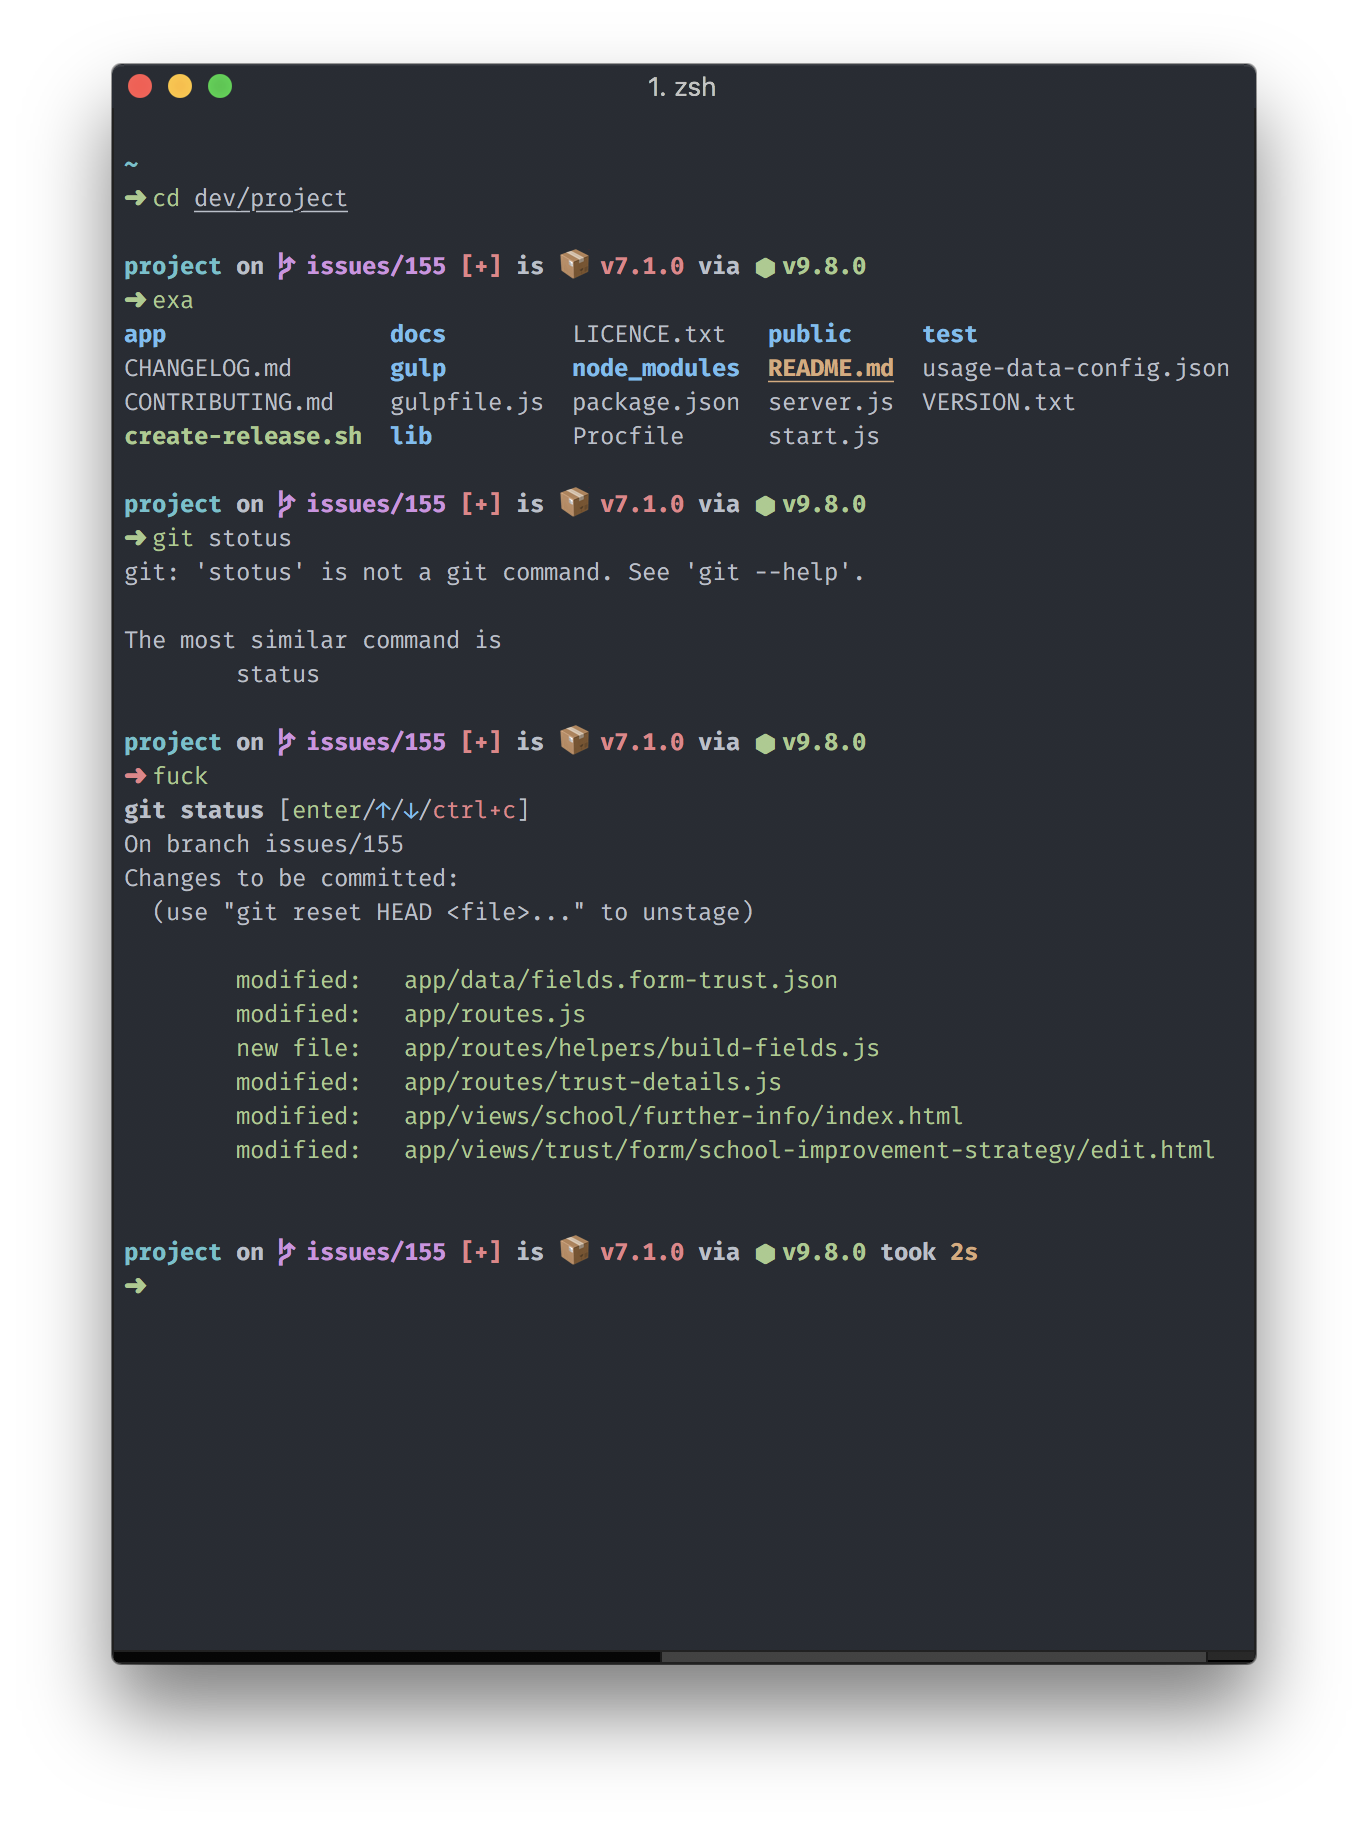 1. zsh
~
➜ cd dev/project
project on issues/155 [+] is 📦 v7.1.0 via ⬢ v9.8.0
➜ exa
app docs LICENCE.txt public test
CHANGELOG.md gulp node_modules README.md usage-data-config.json
CONTRIBUTING.md gulpfile.js package.json server.js VERSION.txt
create-release.sh lib Procfile start.js
project on issues/155 [+] is 📦 v7.1.0 via ⬢ v9.8.0
➜ git stotus
git: 'stotus' is not a git command. See 'git --help'.
The most similar command is
status
project on issues/155 [+] is 📦 v7.1.0 via ⬢ v9.8.0
➜ fuck
git status [enter/↑/↓/ctrl+c]
On branch issues/155
Changes to be committed:
(use "git reset HEAD <file>..." to unstage)
modified: app/data/fields.form-trust.json
modified: app/routes.js
new file: app/routes/helpers/build-fields.js
modified: app/routes/trust-details.js
modified: app/views/school/further-info/index.html
modified: app/views/trust/form/school-improvement-strategy/edit.html
project on issues/155 [+] is 📦 v7.1.0 via ⬢ v9.8.0 took 2s
➜